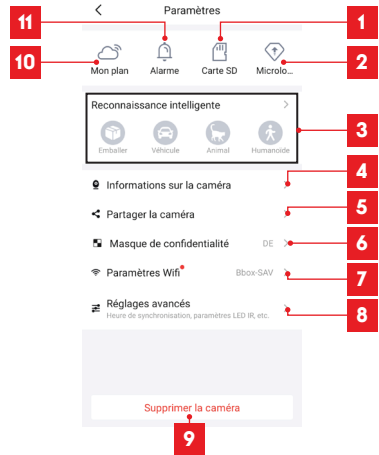 11
Paramètres
1
10
Mon plan
Alarme
Carte SD
Microlo...
2
Reconnaissance intelligente
3
Emballer
Véhicule
Animal
Humanoïde
Informations sur la caméra
4
Partager la caméra
5
Masque de confidentialité
DE
6
Paramètres Wifi
Bbox-SAV
7
Réglages avancés
Heure de synchronisation, paramètres LED IR, etc.
8
Supprimer la caméra
9